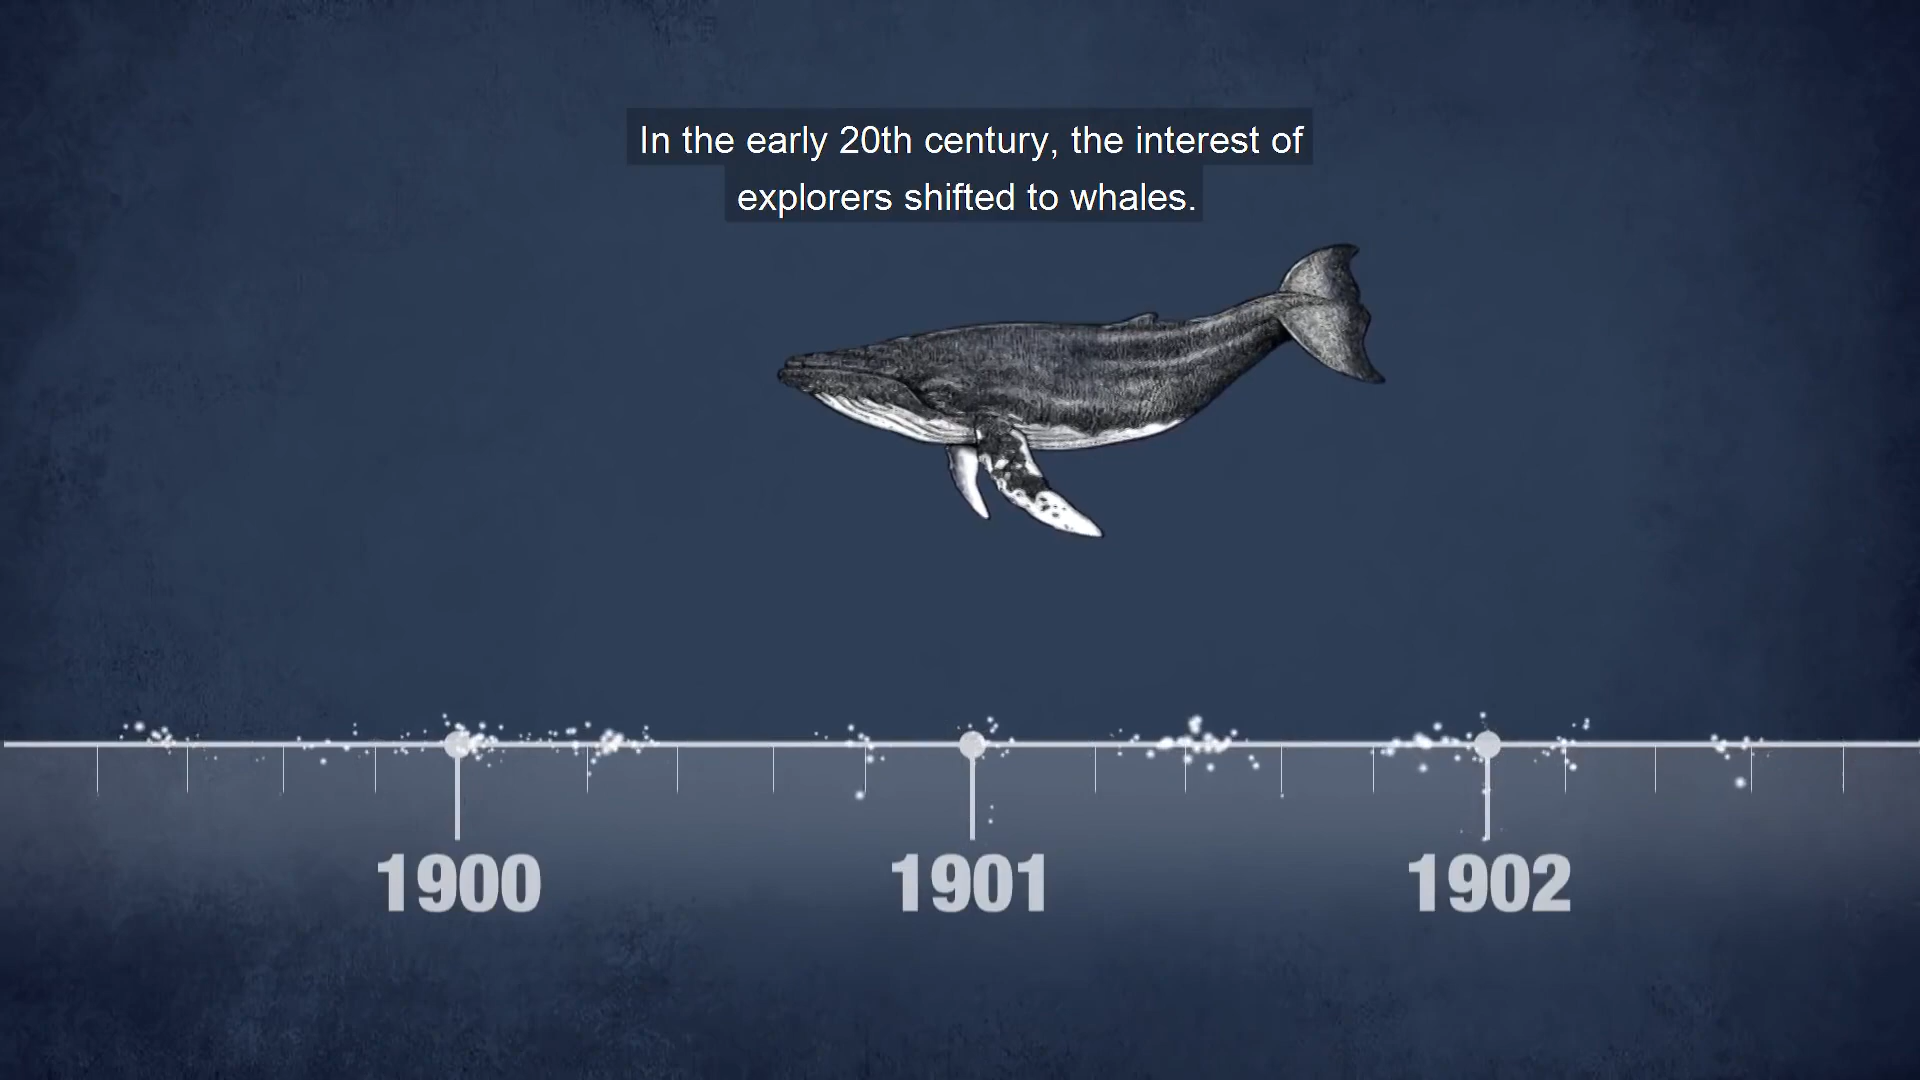 In the early 20th century, the interest of
explorers shifted to whales.
1900 1901 1902